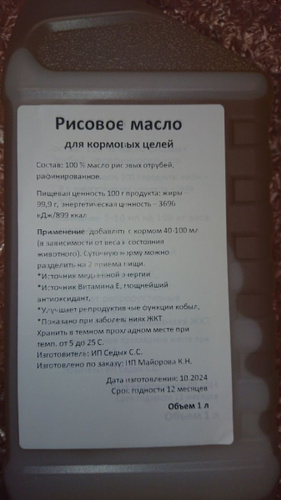 Рисовое масло
для кормовых целей
Состав: 100 % масло рисовых отрубей,
рафинированное.
Пищевая ценность 100 г продукта: жиры
99,9 г, энергетическая ценность – 3696
кДж/899 ккал
Применение: добавлять с кормом 40-100 мл
(в зависимости от веса и состояния
животного). Суточную норму можно
разделить на 2 приема пищи.
*Источник медленной энергии
*Источник Витамина Е, мощнейший
антиоксидант,
*Улучшает репродуктивные функции кобыл,
*Показано при заболеваниях ЖКТ.
Хранить в темном прохладном месте при
темп. от 5 до 25 С.
Изготовитель: ИП Седых С.С.
Изготовлено по заказу: ИП Майорова К.Н.
Дата изготовления: 10.2024
Срок годности 12 месяцев
Объем 1 л